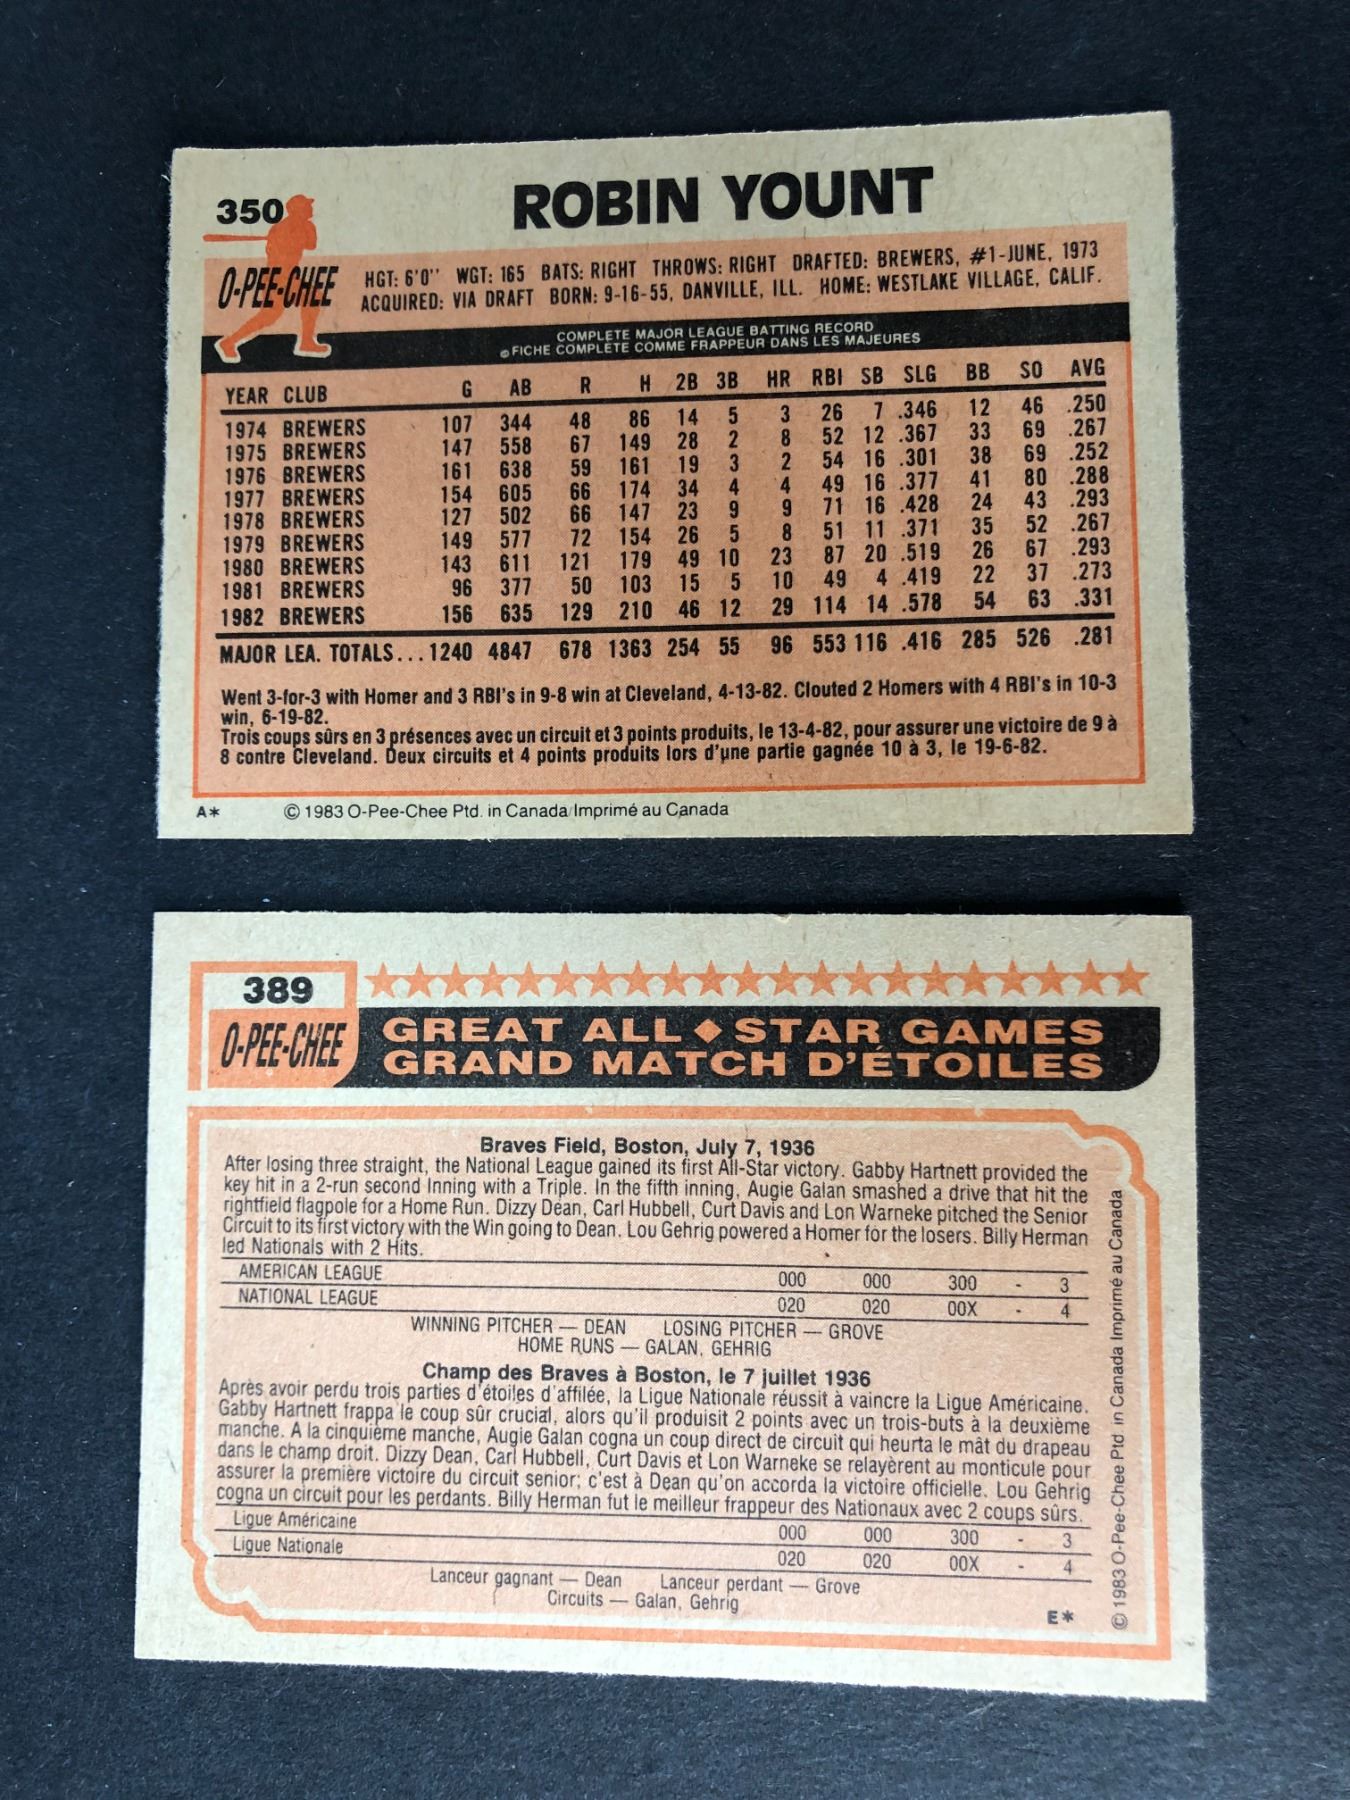 350
ROBIN YOUNT
O-PEE-CHEE
HGT: 6'0" WGT: 165 BATS: RIGHT THROWS: RIGHT DRAFTED: BREWERS, #1-JUNE, 1973
ACQUIRED: VIA DRAFT BORN: 9-16-55, DANVILLE, ILL. HOME: WESTLAKE VILLAGE, CALIF.
COMPLETE MAJOR LEAGUE BATTING RECORD
FICHE COMPLETE COMME FRAPPEUR DANS LES MAJEURES
YEAR CLUB G AB R H 2B 3B HR RBI SB SLG BB SO AVG
1974 BREWERS 107 344 48 86 14 5 3 26 7 .346 12 46 .250
1975 BREWERS 147 558 67 149 28 2 8 52 12 .367 33 69 .267
1976 BREWERS 161 638 59 161 19 3 2 54 16 .301 38 69 .252
1977 BREWERS 154 605 66 174 34 4 4 49 16 .377 41 80 .288
1978 BREWERS 127 502 66 147 23 9 9 71 16 .428 24 43 .293
1979 BREWERS 149 577 72 154 26 5 8 51 11 .371 35 52 .267
1980 BREWERS 143 611 121 179 49 10 23 87 20 .519 26 67 .293
1981 BREWERS 96 377 50 103 15 5 10 49 4 .419 22 37 .273
1982 BREWERS 156 635 129 210 46 12 29 114 14 .578 54 63 .331
MAJOR LEA. TOTALS... 1240 4847 678 1363 254 55 96 553 116 .416 285 526 .281
Went 3-for-3 with Homer and 3 RBI's in 9-8 win at Cleveland, 4-13-82. Clouted 2 Homers with 4 RBI's in 10-3
win, 6-19-82.
Trois coups sûrs en 3 présences avec un circuit et 3 points produits, le 13-4-82, pour assurer une victoire de 9 à
8 contre Cleveland. Deux circuits et 4 points produits lors d'une partie gagnée 10 à 3, le 19-6-82.
A* © 1983 O-Pee-Chee Ptd. in Canada/Imprimé au Canada
389
O-PEE-CHEE
GREAT ALL◆STAR GAMES
GRAND MATCH D'ÉTOILES
Braves Field, Boston, July 7, 1936
After losing three straight, the National League gained its first All-Star victory. Gabby Hartnett provided the
key hit in a 2-run second Inning with a Triple. In the fifth inning, Augie Galan smashed a drive that hit the
rightfield flagpole for a Home Run. Dizzy Dean, Carl Hubbell, Curt Davis and Lon Warneke pitched the Senior
Circuit to its first victory with the Win going to Dean. Lou Gehrig powered a Homer for the losers. Billy Herman
led Nationals with 2 Hits.
AMERICAN LEAGUE 000 000 300 - 3
NATIONAL LEAGUE 020 020 00X - 4
WINNING PITCHER — DEAN LOSING PITCHER — GROVE
HOME RUNS — GALAN, GEHRIG
Champ des Braves à Boston, le 7 juillet 1936
Après avoir perdu trois parties d'étoiles d'affilée, la Ligue Nationale réussit à vaincre la Ligue Américaine.
Gabby Hartnett frappa le coup sûr crucial, alors qu'il produisit 2 points avec un trois-buts à la deuxième
manche. A la cinquième manche, Augie Galan cogna un coup direct de circuit qui heurta le mât du drapeau
dans le champ droit. Dizzy Dean, Carl Hubbell, Curt Davis et Lon Warneke se relayèrent au monticule pour
assurer la première victoire du circuit senior; c'est à Dean qu'on accorda la victoire officielle. Lou Gehrig
cogna un circuit pour les perdants. Billy Herman fut le meilleur frappeur des Nationaux avec 2 coups sûrs.
Ligue Américaine 000 000 300 - 3
Ligue Nationale 020 020 00X - 4
Lanceur gagnant — Dean Lanceur perdant — Grove
Circuits — Galan, Gehrig
E*
© 1983 O-Pee-Chee Ptd in Canada Imprimé au Canada